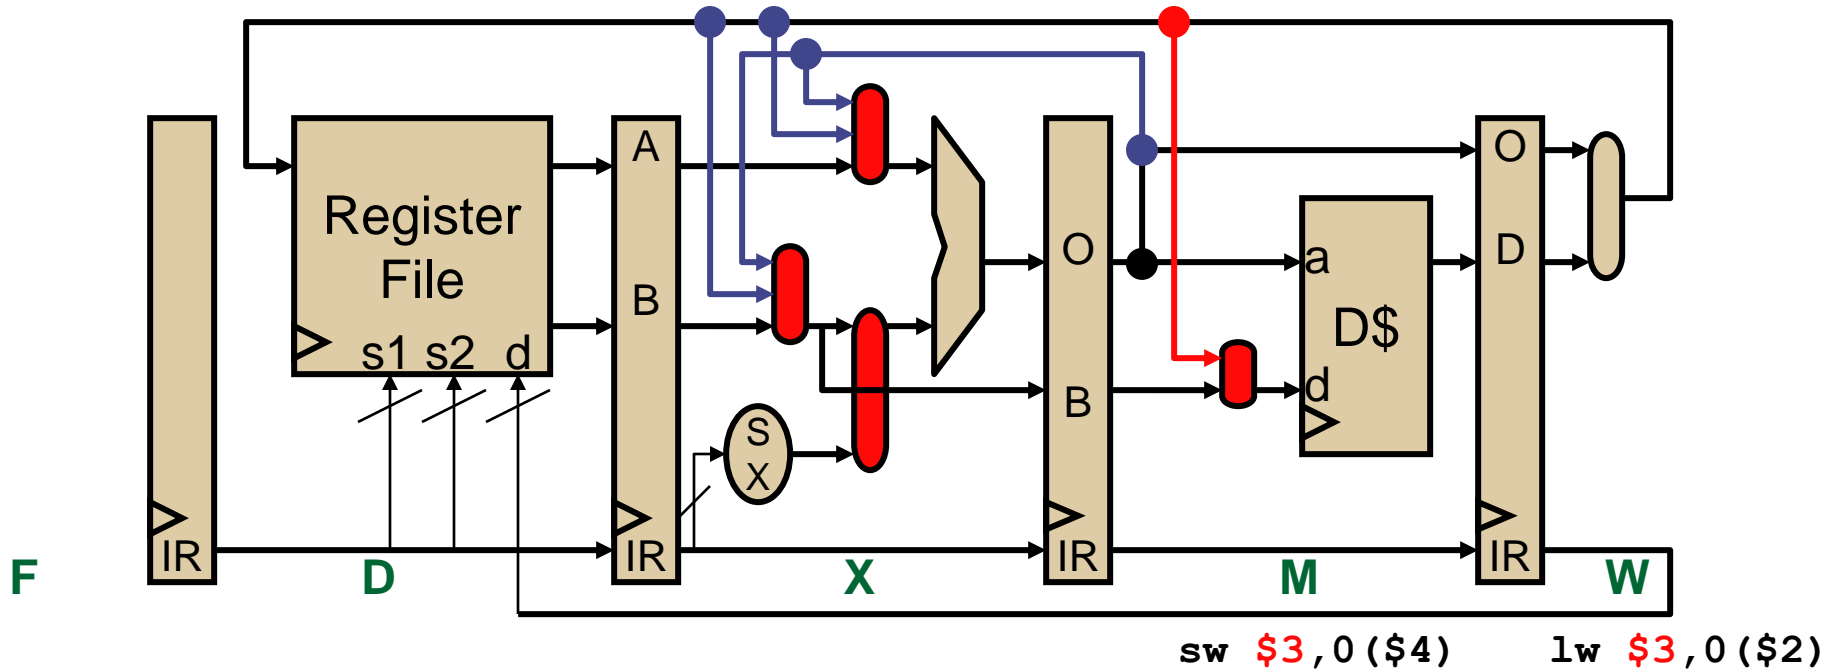 A
O
O
Register
File
B
O
D
a
D$
s1 s2 d
S
X
B
d
IR
IR
IR
IR
F
D
X
M
W
sw $3,0($4)
lw $3,0($2)